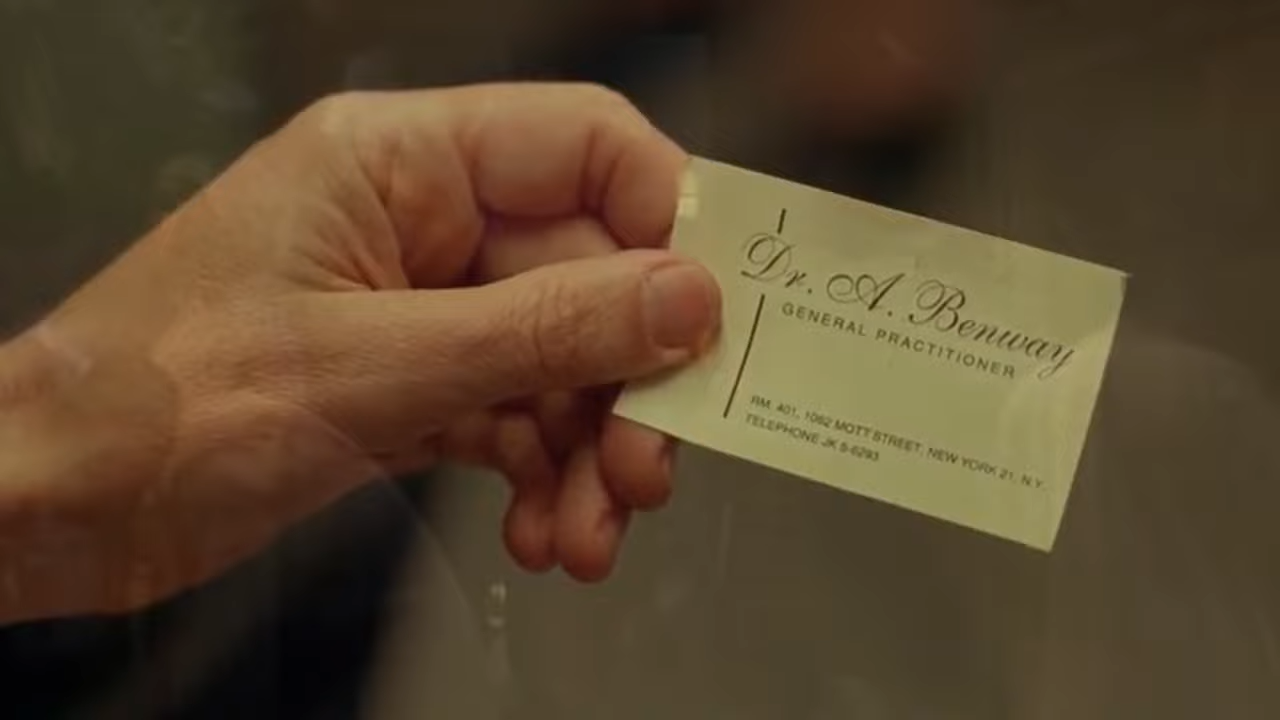 Dr. A. Benway
GENERAL PRACTITIONER
RM. 401, 1062 MOTT STREET, NEW YORK 21, N.Y.
TELEPHONE JK 5-6293